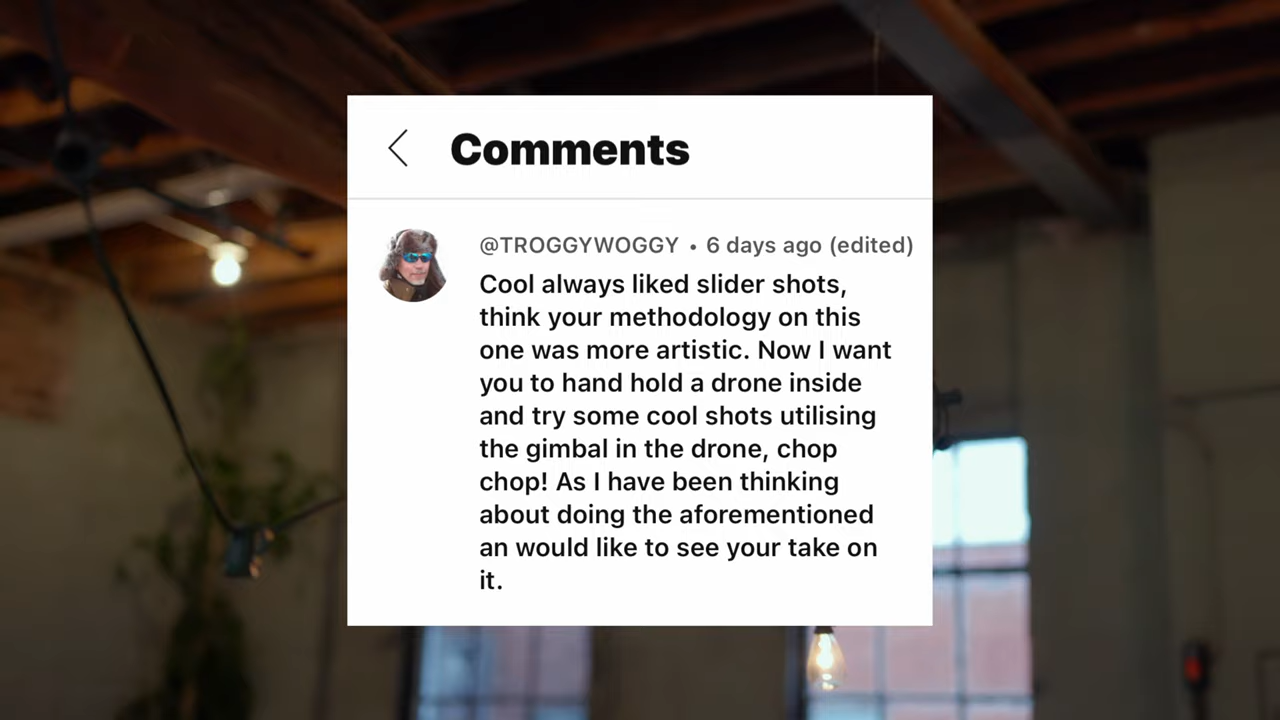 Comments
@TROGGYWOGGY • 6 days ago (edited)
Cool always liked slider shots,
think your methodology on this
one was more artistic. Now I want
you to hand hold a drone inside
and try some cool shots utilising
the gimbal in the drone, chop
chop! As I have been thinking
about doing the aforementioned
an would like to see your take on
it.